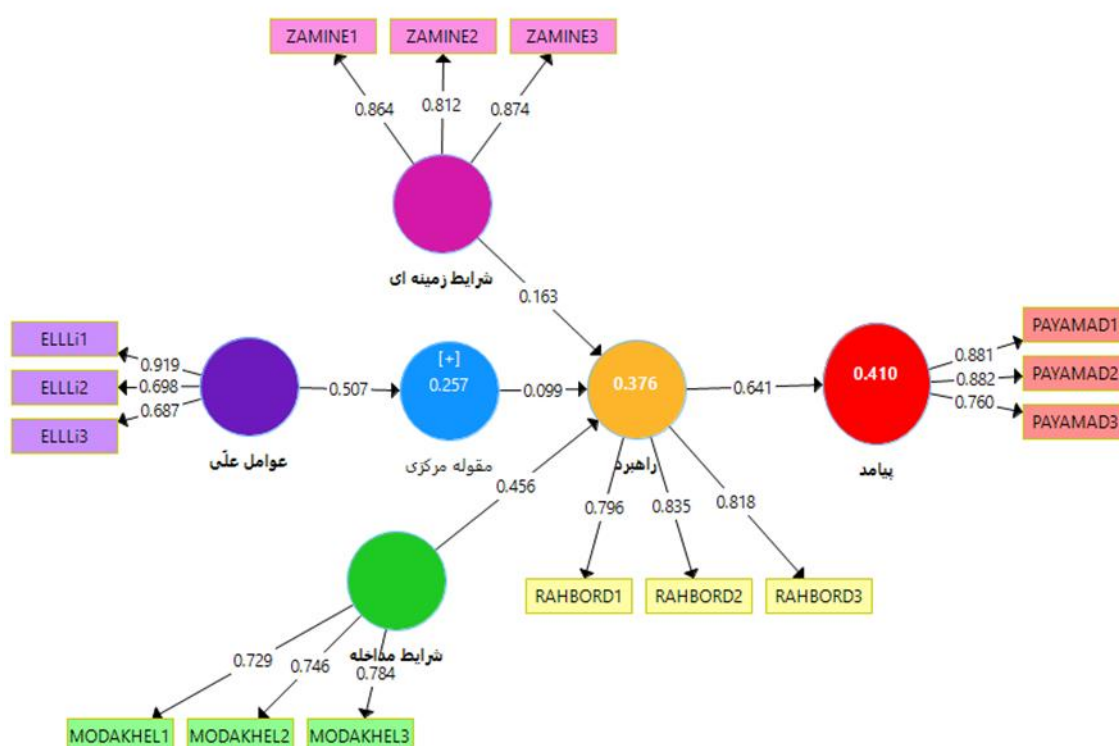 ZAMINE1 ZAMINE2 ZAMINE3
0.864 0.812 0.874
شرایط زمینه ای
0.163
ELLLi1
ELLLi2
ELLLi3
0.919
0.698
0.687
عوامل علّی
0.507
[+]
0.257
مقوله مرکزی
0.099
0.376
راهبرد
0.641
0.410
پیامد
0.881
0.882
0.760
PAYAMAD1
PAYAMAD2
PAYAMAD3
0.456
0.796 0.835 0.818
RAHBORD1 RAHBORD2 RAHBORD3
شرایط مداخله
0.729 0.746 0.784
MODAKHEL1 MODAKHEL2 MODAKHEL3